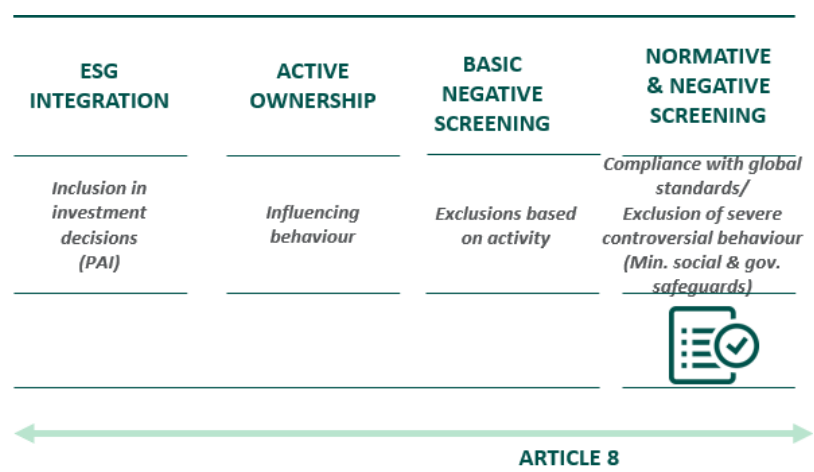 ESG
INTEGRATION
ACTIVE
OWNERSHIP
BASIC
NEGATIVE
SCREENING
NORMATIVE
& NEGATIVE
SCREENING
Inclusion in
investment
decisions
(PAI)
Influencing
behaviour
Exclusions based
on activity
Compliance with global
standards/
Exclusion of severe
controversial behaviour
(Min. social & gov.
safeguards)
ARTICLE 8